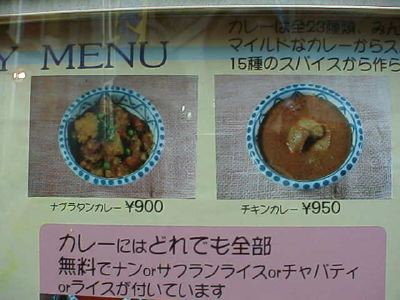 Y MENU
カレーは全23種類、みん
マイルドなカレーからス
15種のスパイスから作ら
ナブラタンカレー ¥900
チキンカレー ¥950
カレーにはどれでも全部
無料でナンorサフランライスorチャパティ
orライスが付いています